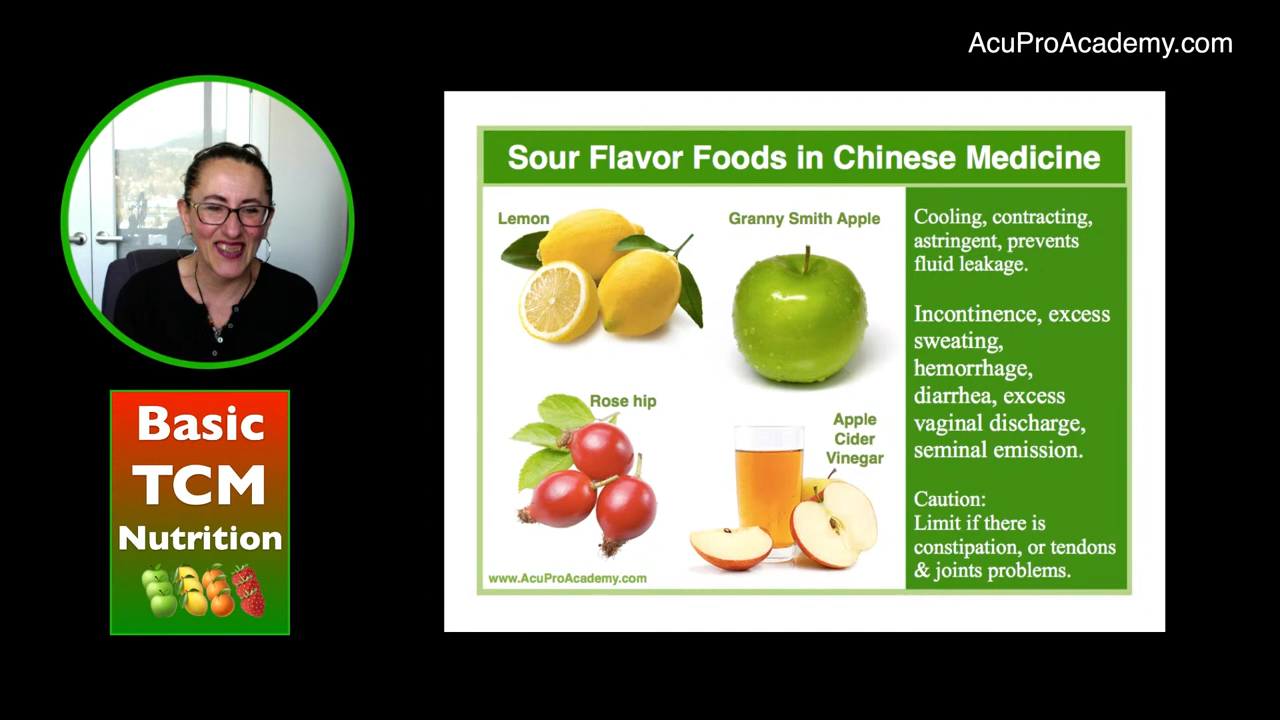 AcuProAcademy.com
Sour Flavor Foods in Chinese Medicine
Lemon
Granny Smith Apple
Rose hip
Apple
Cider
Vinegar
www.AcuProAcademy.com
Cooling, contracting,
astringent, prevents
fluid leakage.
Incontinence, excess
sweating,
hemorrhage,
diarrhea, excess
vaginal discharge,
seminal emission.
Caution:
Limit if there is
constipation, or tendons
& joints problems.
Basic
TCM
Nutrition